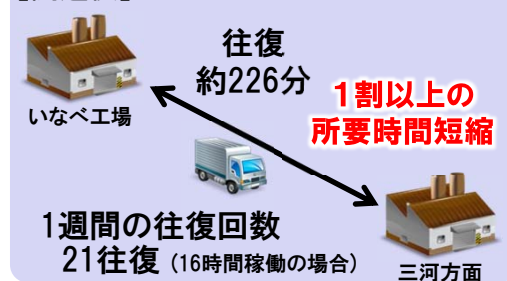 往復
約226分
いなべ工場
1割以上の
所要時間短縮
1週間の往復回数
21往復（16時間稼働の場合）
三河方面